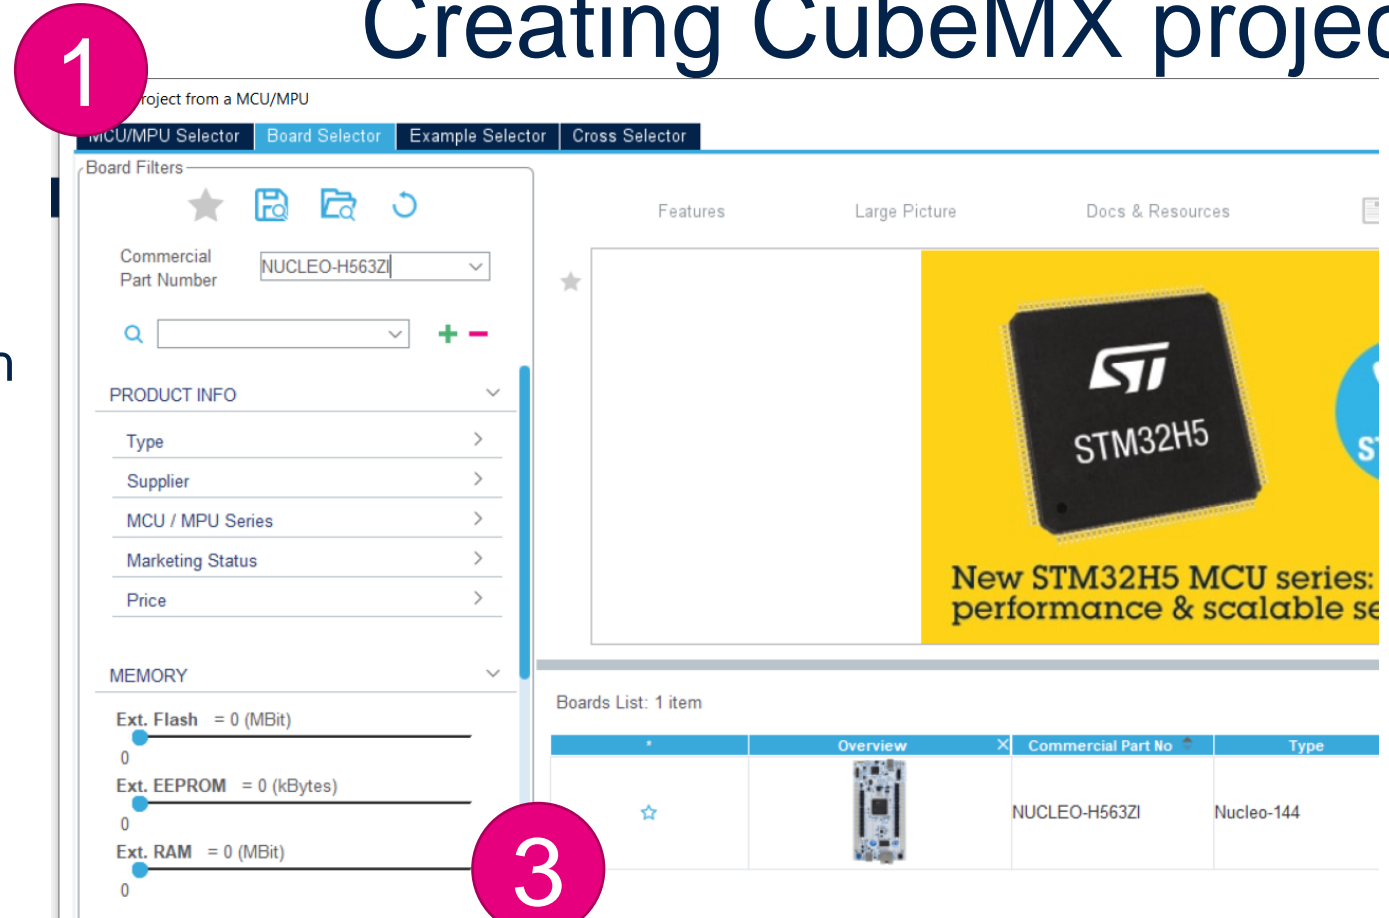 Creating CubeMX projec
1
roject from a MCU/MPU
MCU/MPU Selector
Board Selector
Example Selector
Cross Selector
Board Filters
Features
Large Picture
Docs & Resources
Commercial
Part Number
NUCLEO-H563ZI
n
PRODUCT INFO
Type
Supplier
MCU / MPU Series
Marketing Status
Price
ST
STM32H5
ST
New STM32H5 MCU series:
performance & scalable se
MEMORY
Ext. Flash = 0 (MBit)
0
Ext. EEPROM = 0 (kBytes)
0
Ext. RAM = 0 (MBit)
0
Boards List: 1 item
* Overview Commercial Part No Type
NUCLEO-H563ZI Nucleo-144
3